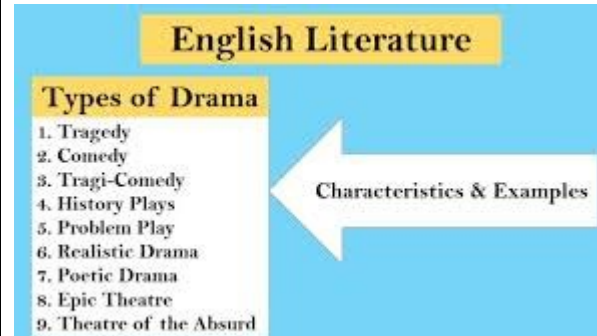 English Literature
Types of Drama
1. Tragedy
2. Comedy
3. Tragi-Comedy
4. History Plays
5. Problem Play
6. Realistic Drama
7. Poetic Drama
8. Epic Theatre
9. Theatre of the Absurd
Characteristics & Examples